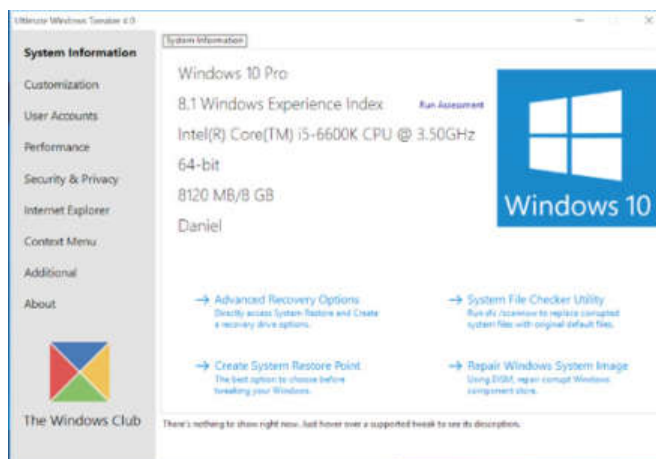 Ultimate Windows Tweaker 4.0
System Information
Customization
User Accounts
Performance
Security & Privacy
Internet Explorer
Context Menu
Additional
About
The Windows Club
System Information
Windows 10 Pro
8.1 Windows Experience Index
Run Assessment
Intel(R) Core(TM) i5-6600K CPU @ 3.50GHz
64-bit
8120 MB/8 GB
Daniel
Windows 10
→ Advanced Recovery Options
Directly access System Restore and Create
a recovery drive options.
→ System File Checker Utility
Run sfc /scannow to replace corrupted
system files with original default files.
→ Create System Restore Point
The best option to choose before
tweaking your Windows.
→ Repair Windows System Image
Using DISM, repair corrupt Windows
component store.
There's nothing to show right now. Just hover over a supported tweak to see its description.